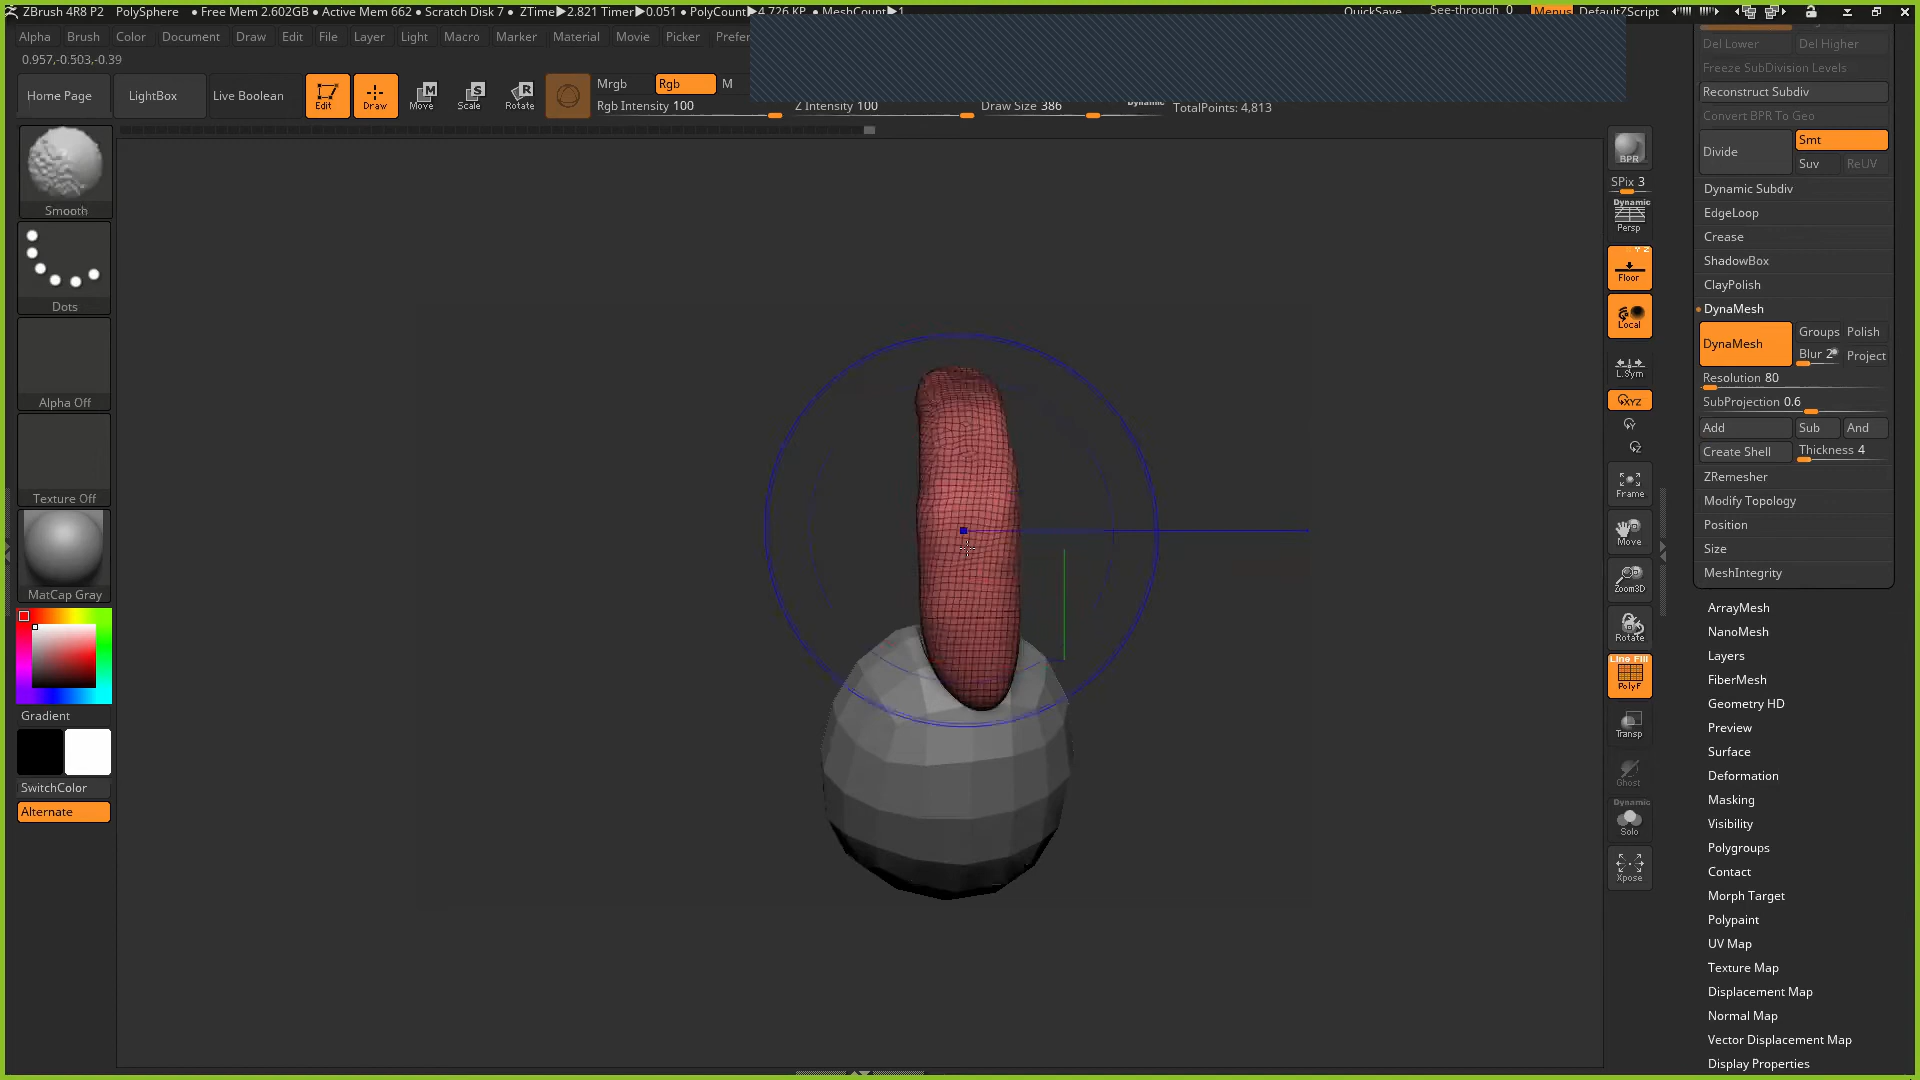 ZBrush 4R8 P2 PolySphere • Free Mem 2.602GB • Active Mem 662 • Scratch Disk 7 • ZTime▶2.821 Timer▶0.051 • PolyCount▶4.726 KP • MeshCount▶1 QuickSave See-through 0 Menus DefaultZScript
Alpha Brush Color Document Draw Edit File Layer Light Macro Marker Material Movie Picker Prefer
0.957,-0.503,-0.39
Home Page LightBox Live Boolean Edit Draw Move Scale Rotate Mrgb Rgb M
Rgb Intensity 100 Z Intensity 100 Draw Size 386 Dynamic TotalPoints: 4,813
Smooth
Dots
Alpha Off
Texture Off
MatCap Gray
Gradient
SwitchColor
Alternate
BPR
SPix 3
Dynamic
Persp
Floor
Local
L.Sym
XYZ
Y
Z
Frame
Move
Zoom3D
Rotate
Line Fill
PolyF
Transp
Ghost
Dynamic
Solo
Xpose
Del Lower Del Higher
Freeze SubDivision Levels
Reconstruct Subdiv
Convert BPR To Geo
Divide Smt
Suv ReUV
Dynamic Subdiv
EdgeLoop
Crease
ShadowBox
ClayPolish
DynaMesh
DynaMesh Groups Polish
Blur 2 Project
Resolution 80
SubProjection 0.6
Add Sub And
Create Shell Thickness 4
ZRemesher
Modify Topology
Position
Size
MeshIntegrity
ArrayMesh
NanoMesh
Layers
FiberMesh
Geometry HD
Preview
Surface
Deformation
Masking
Visibility
Polygroups
Contact
Morph Target
Polypaint
UV Map
Texture Map
Displacement Map
Normal Map
Vector Displacement Map
Display Properties